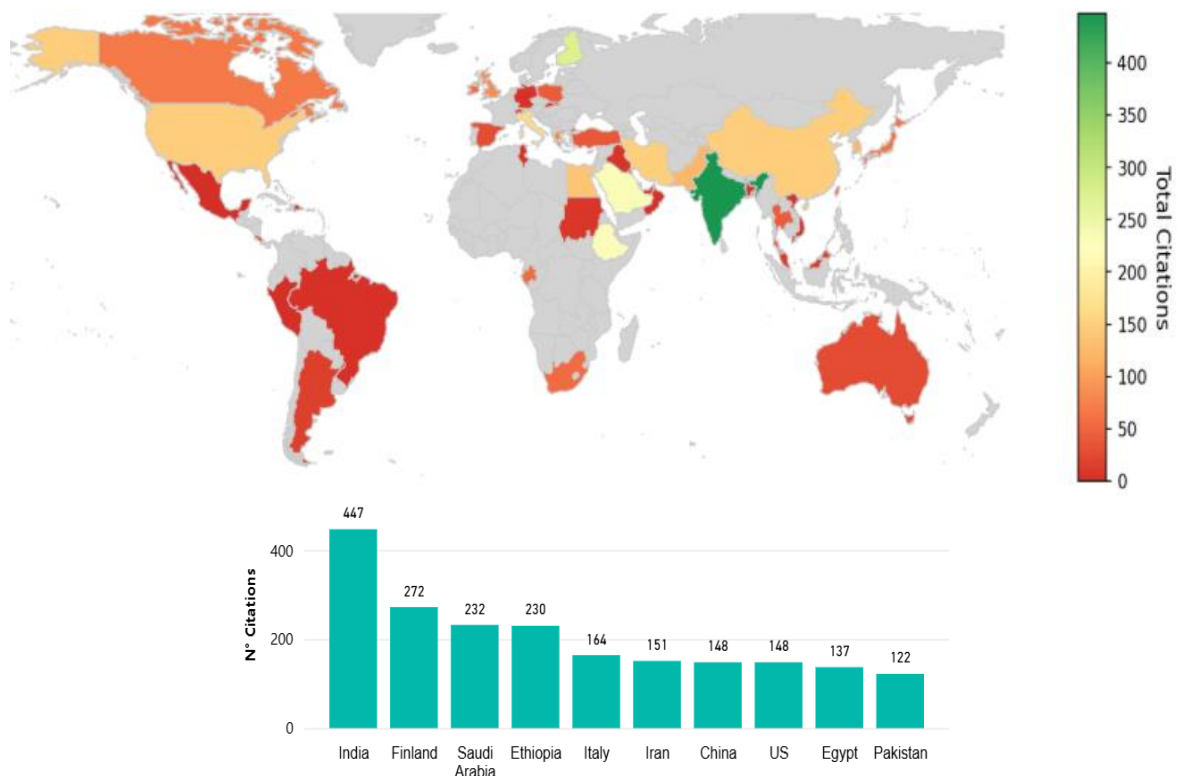 400
350
300
250
200
150
100
50
0
Total Citations
N° Citations
400
200
0
447
272
232
230
164
151
148
148
137
122
India
Finland
Saudi
Arabia
Ethiopia
Italy
Iran
China
US
Egypt
Pakistan